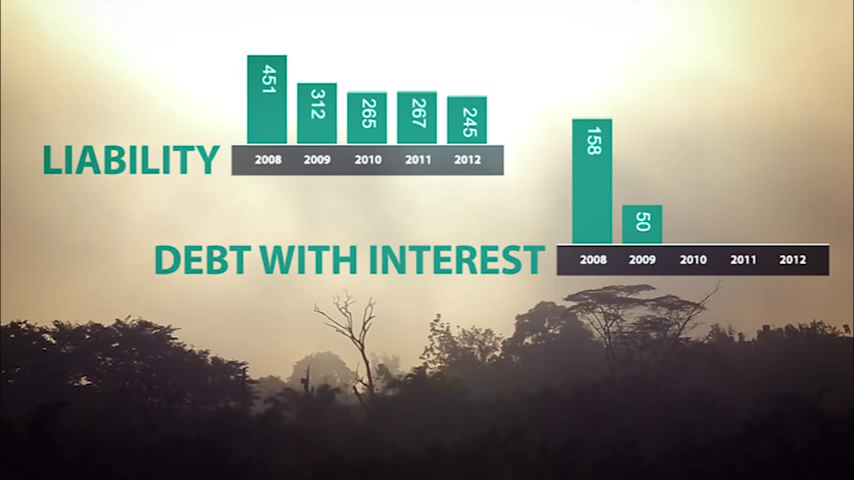 451 312 265 267 245
LIABILITY 2008 2009 2010 2011 2012
158 50
DEBT WITH INTEREST 2008 2009 2010 2011 2012